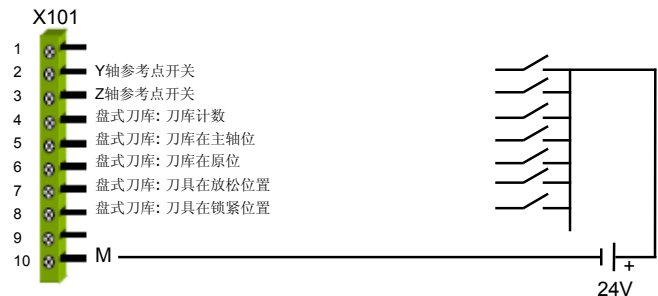 X101
1
2 Y轴参考点开关
3 Z轴参考点开关
4 盘式刀库: 刀库计数
5 盘式刀库: 刀库在主轴位
6 盘式刀库: 刀库在原位
7 盘式刀库: 刀具在放松位置
8 盘式刀库: 刀具在锁紧位置
9
10 M
+
24V